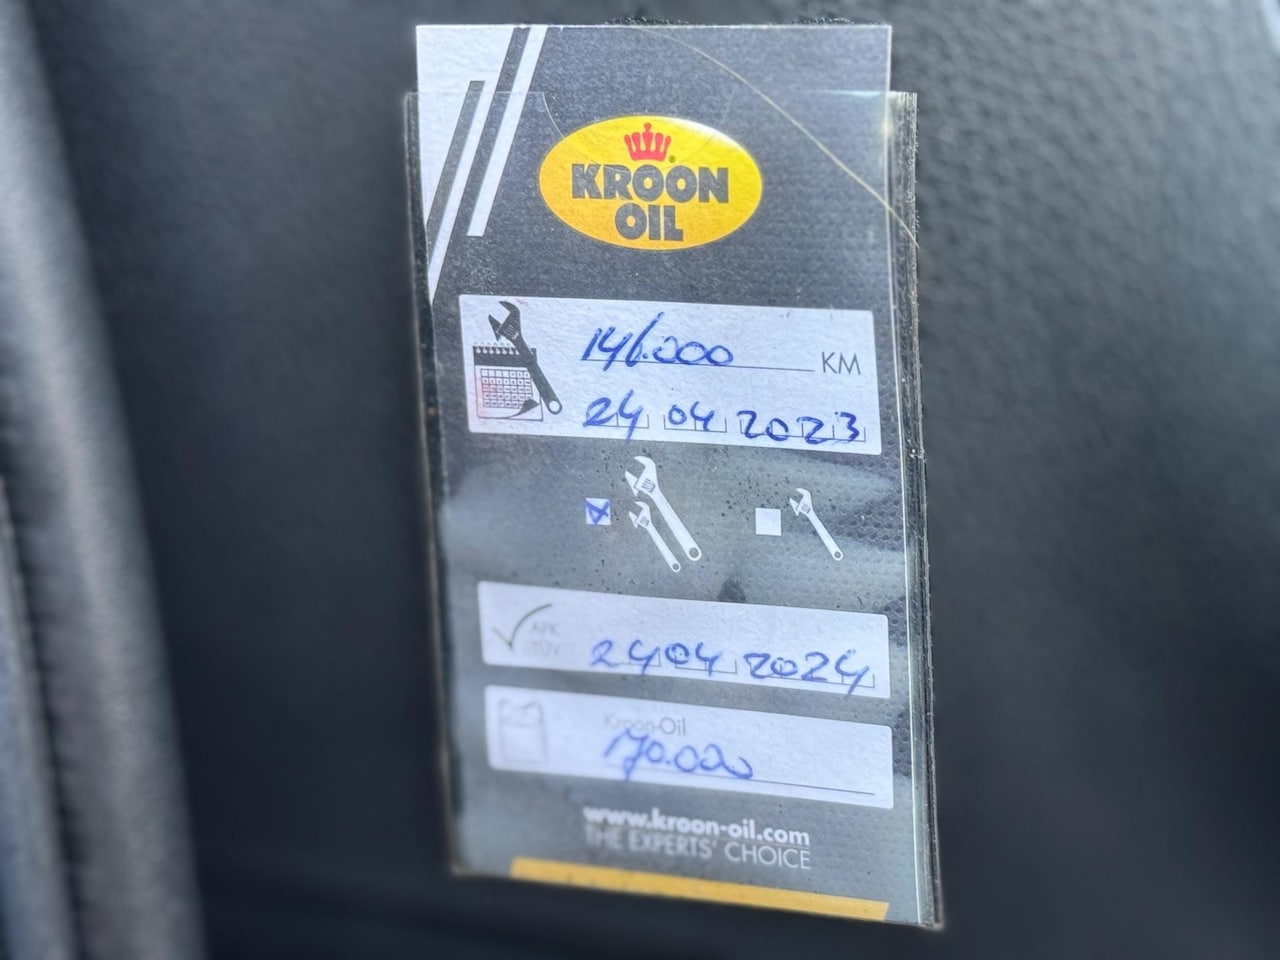 KROON
OIL
146.000 KM
24 04 2023
APK
TÜV
24 04 2024
Kroon-Oil
170.000
www.kroon-oil.com
THE EXPERTS' CHOICE